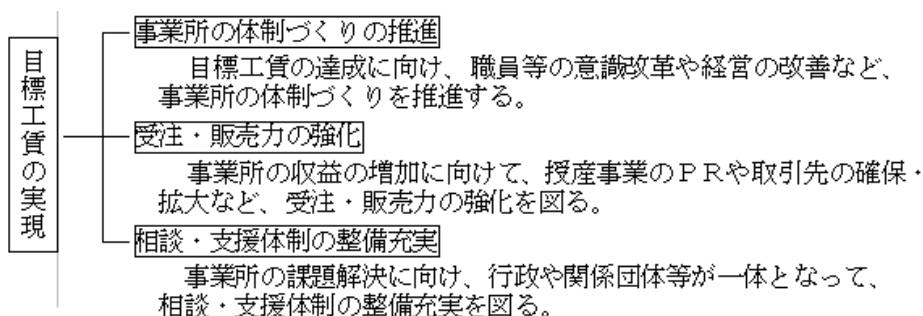 目標工賃の実現
事業所の体制づくりの推進
目標工賃の達成に向け、職員等の意識改革や経営の改善など、
事業所の体制づくりを推進する。
受注・販売力の強化
事業所の収益の増加に向けて、授産事業のＰＲや取引先の確保・
拡大など、受注・販売力の強化を図る。
相談・支援体制の整備充実
事業所の課題解決に向け、行政や関係団体等が一体となって、
相談・支援体制の整備充実を図る。